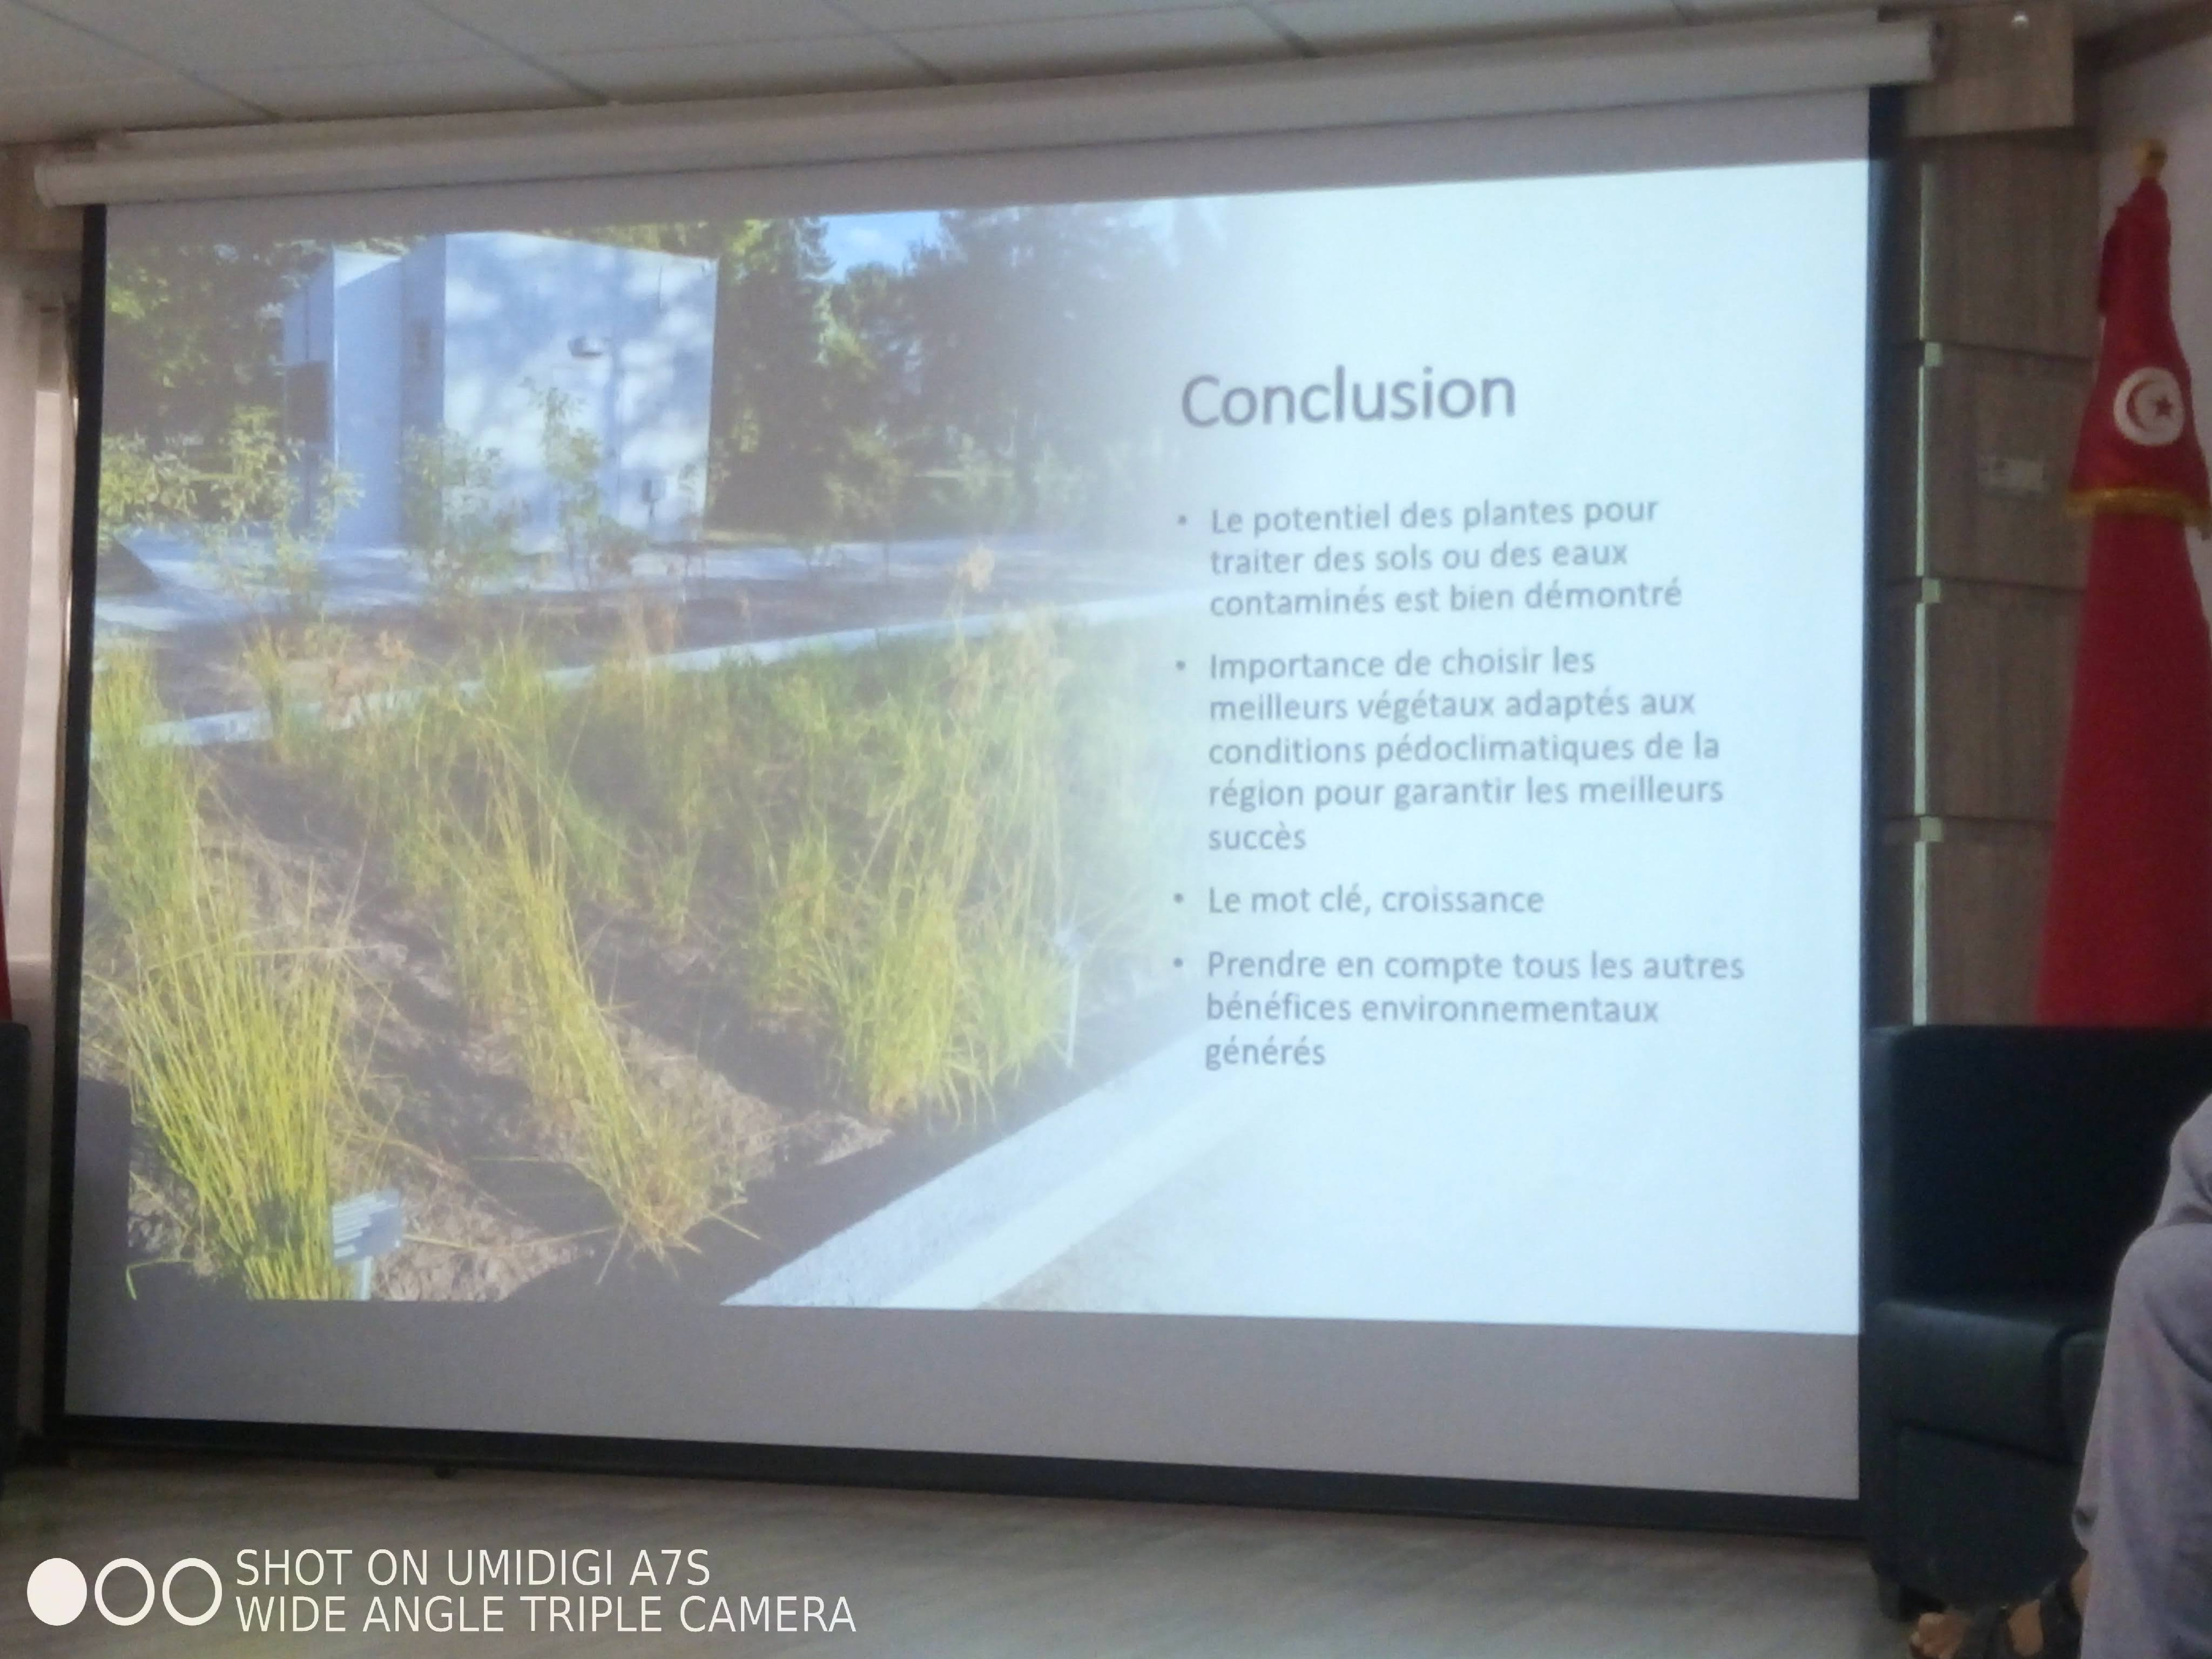 Conclusion
• Le potentiel des plantes pour
traiter des sols ou des eaux
contaminés est bien démontré
• Importance de choisir les
meilleurs végétaux adaptés aux
conditions pédoclimatiques de la
région pour garantir les meilleurs
succès
• Le mot clé, croissance
• Prendre en compte tous les autres
bénéfices environnementaux
générés
SHOT ON UMIDIGI A7S
WIDE ANGLE TRIPLE CAMERA